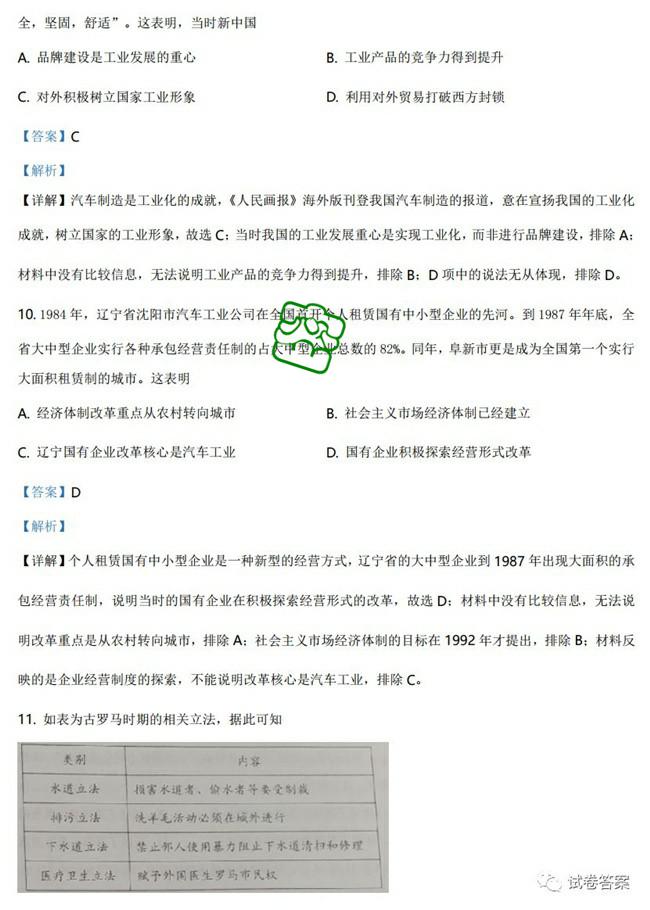 全，坚固，舒适”。这表明，当时新中国
A. 品牌建设是工业发展的重心 B. 工业产品的竞争力得到提升
C. 对外积极树立国家工业形象 D. 利用对外贸易打破西方封锁
【答案】C
【解析】
【详解】汽车制造是工业化的成就，《人民画报》海外版刊登我国汽车制造的报道，意在宣扬我国的工业化
成就，树立国家的工业形象，故选 C；当时我国的工业发展重心是实现工业化，而非进行品牌建设，排除 A；
材料中没有比较信息，无法说明工业产品的竞争力得到提升，排除 B；D 项中的说法无从体现，排除 D。
10. 1984 年，辽宁省沈阳市汽车工业公司在全国首开个人租赁国有中小型企业的先河。到 1987 年年底，全
省大中型企业实行各种承包经营责任制的占大中型企业总数的 82%。同年，阜新市更是成为全国第一个实行
大面积租赁制的城市。这表明
A. 经济体制改革重点从农村转向城市 B. 社会主义市场经济体制已经建立
C. 辽宁国有企业改革核心是汽车工业 D. 国有企业积极探索经营形式改革
【答案】D
【解析】
【详解】个人租赁国有中小型企业是一种新型的经营方式，辽宁省的大中型企业到 1987 年出现大面积的承
包经营责任制，说明当时的国有企业在积极探索经营形式的改革，故选 D；材料中没有比较信息，无法说
明改革重点是从农村转向城市，排除 A；社会主义市场经济体制的目标在 1992 年才提出，排除 B；材料反
映的是企业经营制度的探索，不能说明改革核心是汽车工业，排除 C。
11. 如表为古罗马时期的相关立法，据此可知
类别 内容
水道立法 损害水道者、偷水者等要受制裁
排污立法 洗羊毛活动必须在城外进行
下水道立法 禁止邻人使用暴力阻止下水道清扫和修理
医疗卫生立法 赋予外国医生罗马市民权
试卷答案